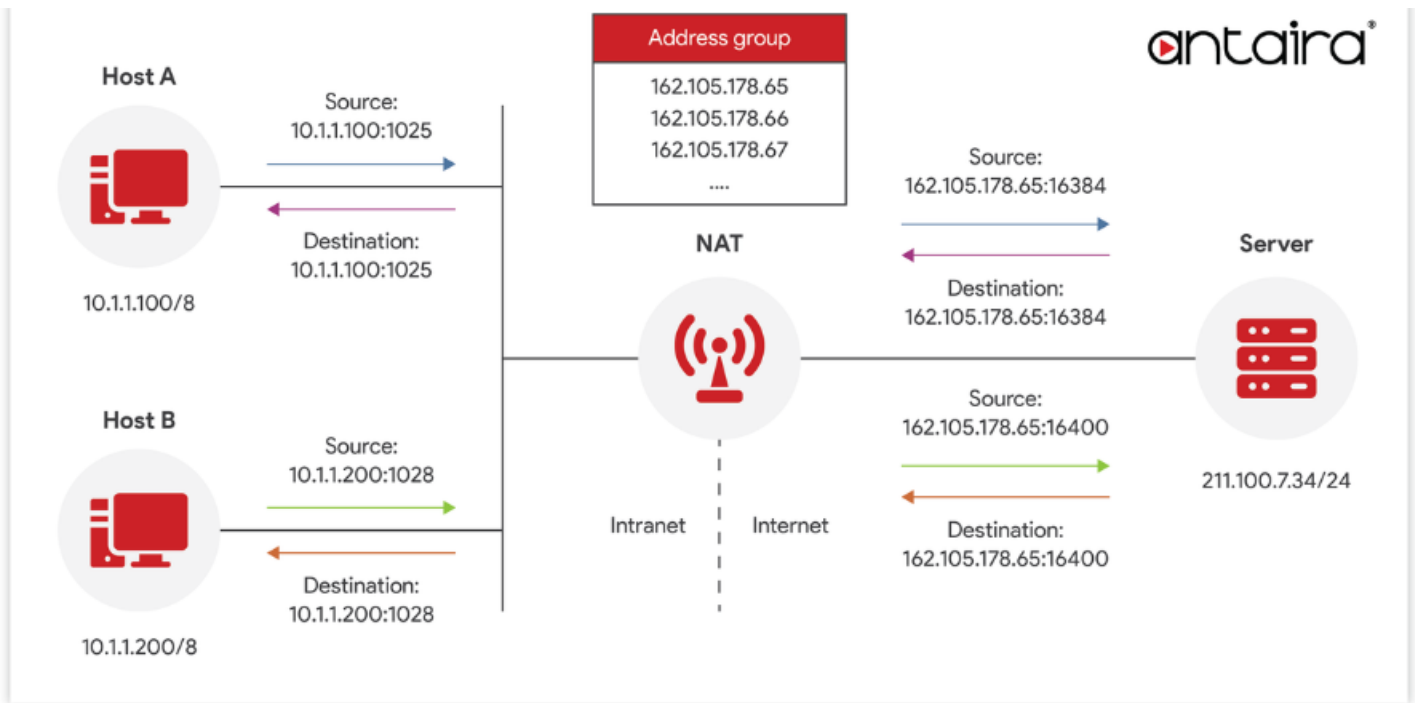 Address group
162.105.178.65
162.105.178.66
162.105.178.67
....
antaira®
Host A
Source:
10.1.1.100:1025
Destination:
10.1.1.100:1025
10.1.1.100/8
NAT
Source:
162.105.178.65:16384
Destination:
162.105.178.65:16384
Server
211.100.7.34/24
Host B
Source:
10.1.1.200:1028
Destination:
10.1.1.200:1028
10.1.1.200/8
Intranet
Internet
Source:
162.105.178.65:16400
Destination:
162.105.178.65:16400